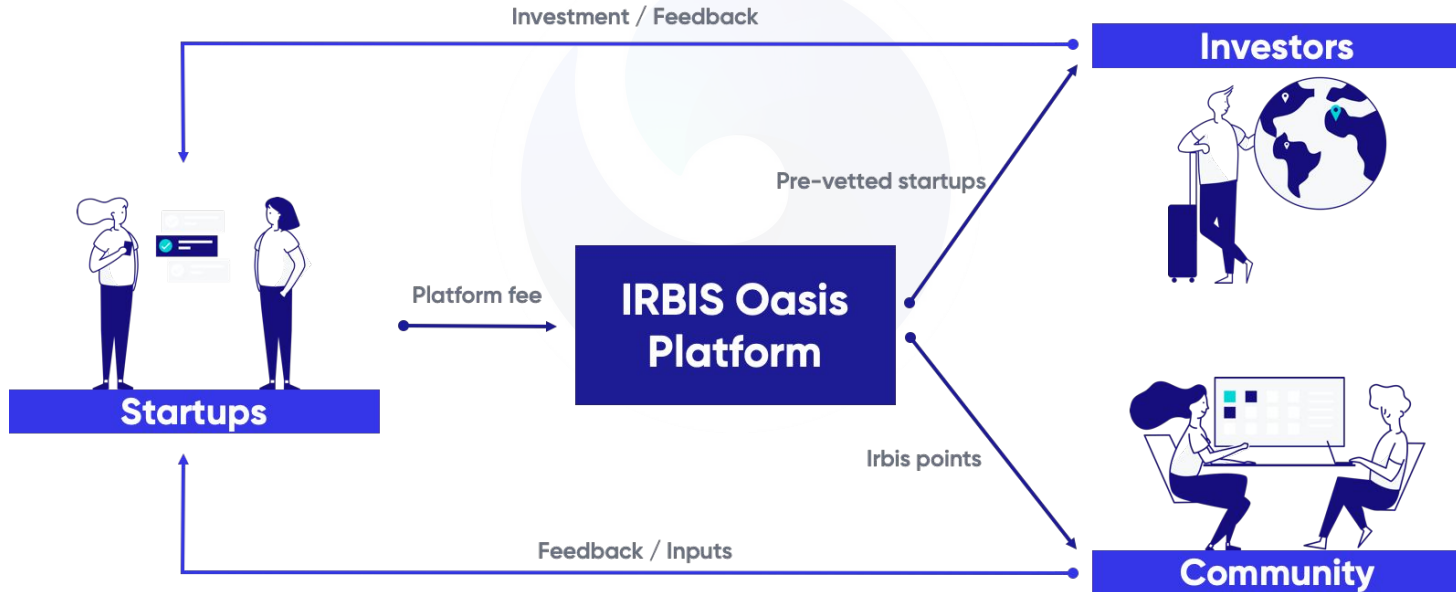 Investment / Feedback
Investors
Pre-vetted startups
Platform fee
IRBIS Oasis
Platform
Startups
Irbis points
Feedback / Inputs
Community